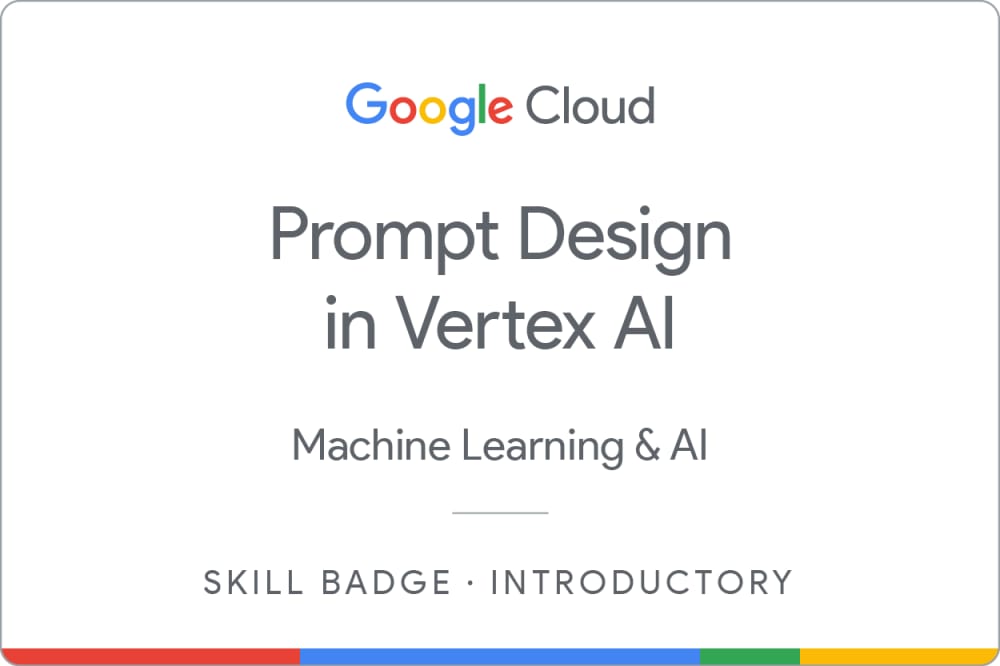 Google Cloud
Prompt Design
in Vertex AI
Machine Learning & AI
SKILL BADGE · INTRODUCTORY